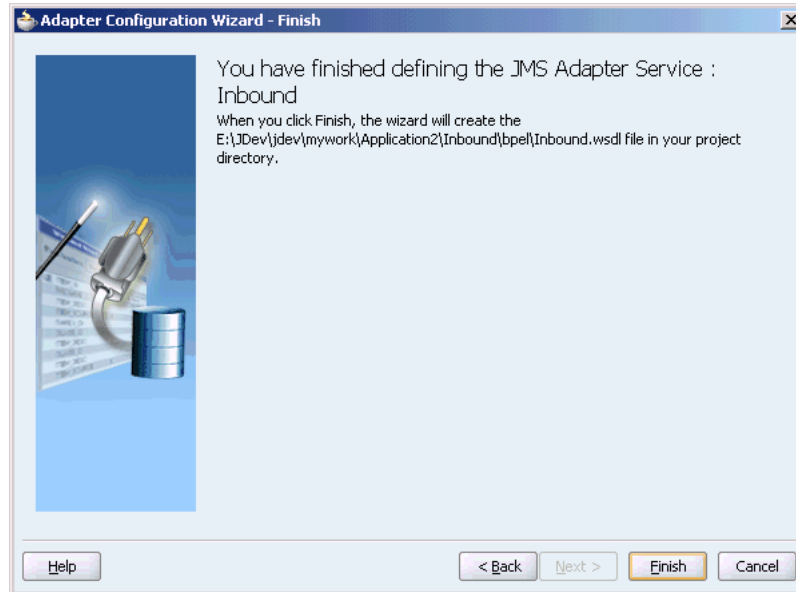 Adapter Configuration Wizard - Finish
You have finished defining the JMS Adapter Service :
Inbound
When you click Finish, the wizard will create the
E:\JDev\jdev\mywork\Application2\Inbound\bpel\Inbound.wsdl file in your project
directory.
Help
< Back
Next >
Finish
Cancel